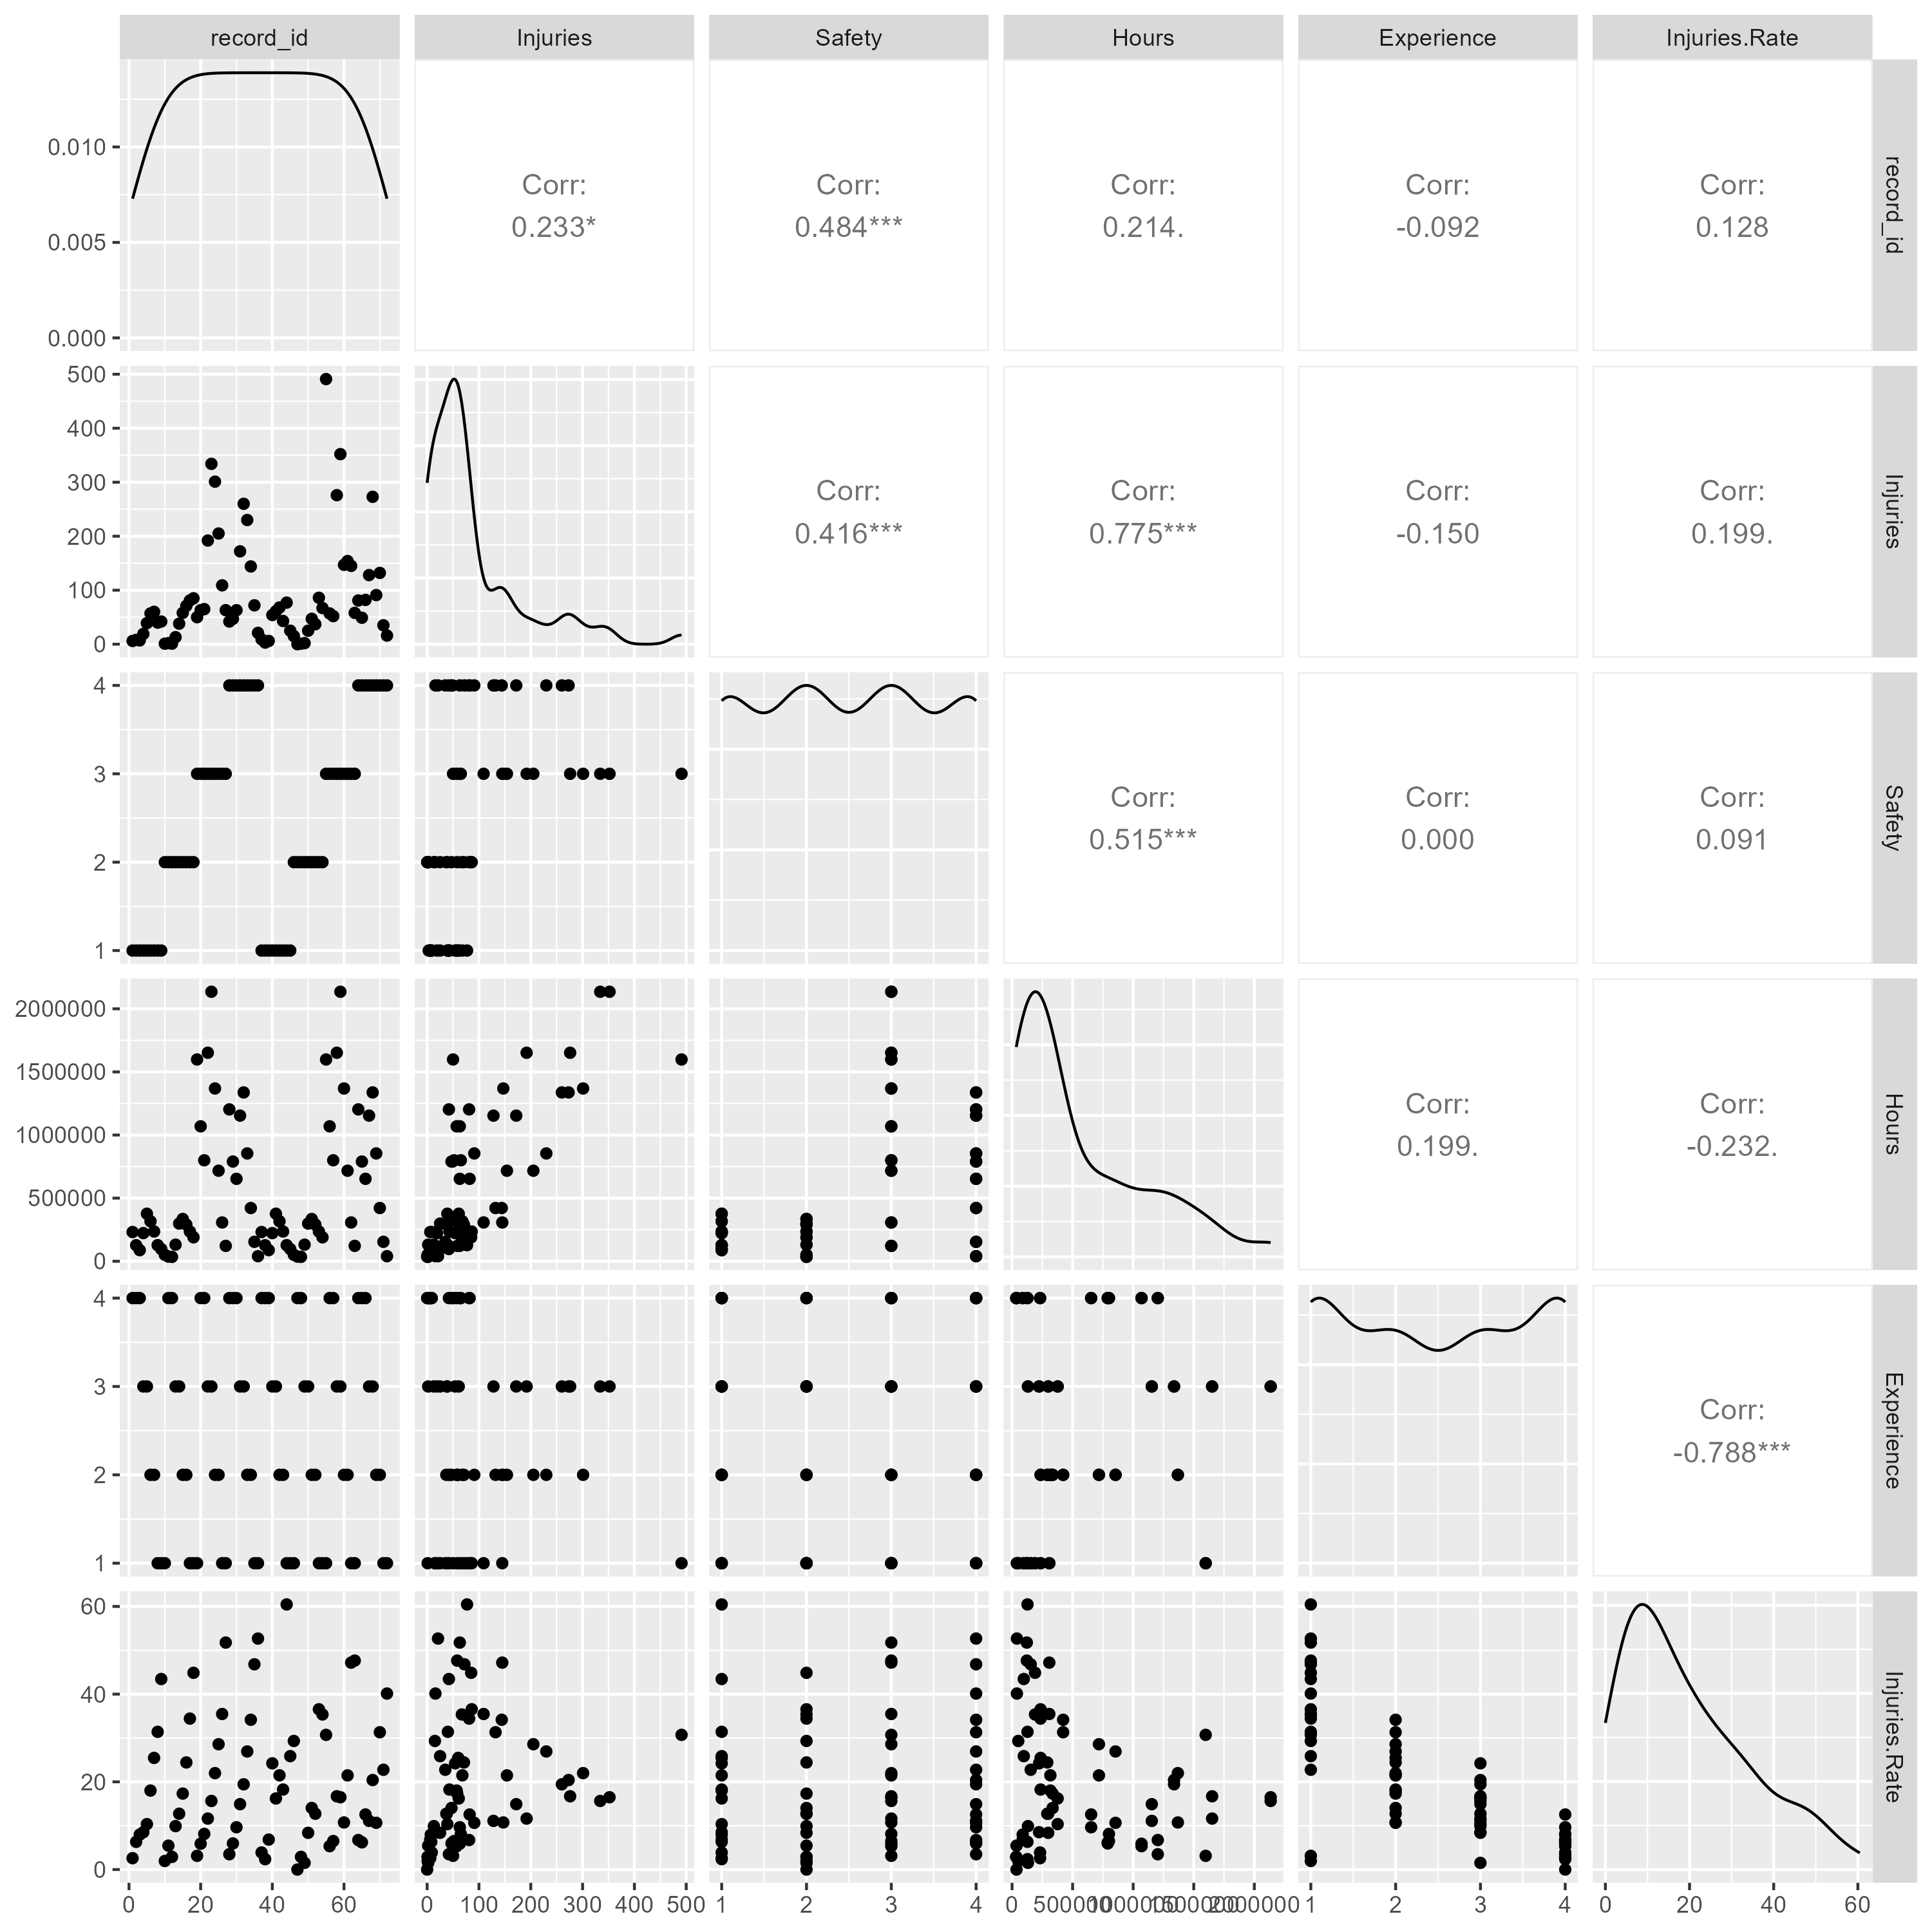 record_id
Injuries
Safety
Hours
Experience
Injuries.Rate
0.010
0.005
0.000
Corr:
0.233*
Corr:
0.484***
Corr:
0.214.
Corr:
-0.092
Corr:
0.128
record_id
500
400
300
200
100
0
Corr:
0.416***
Corr:
0.775***
Corr:
-0.150
Corr:
0.199.
Injuries
4
3
2
1
Corr:
0.515***
Corr:
0.000
Corr:
0.091
Safety
2000000
1500000
1000000
500000
0
Corr:
0.199.
Corr:
-0.232.
Hours
4
3
2
1
Corr:
-0.788***
Experience
60
40
20
0
Injuries.Rate
0 20 40 60
0 100 200 300 400 500
1 2 3 4
0 500000 1000000 1500000 2000000
1 2 3 4
0 20 40 60